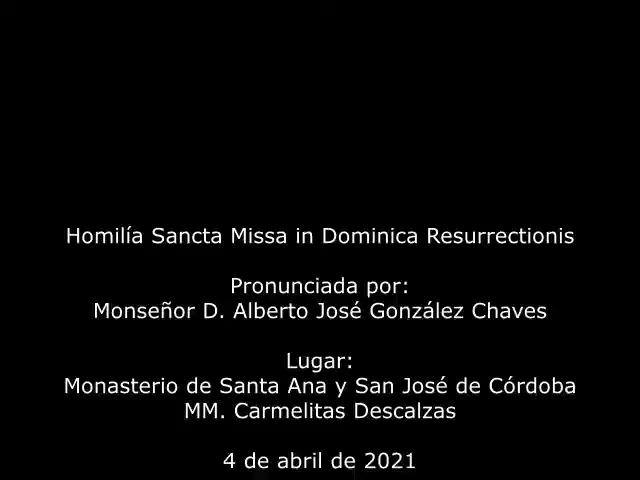 Homilía Sancta Missa in Dominica Resurrectionis
Pronunciada por:
Monseñor D. Alberto José González Chaves
Lugar:
Monasterio de Santa Ana y San José de Córdoba
MM. Carmelitas Descalzas
4 de abril de 2021